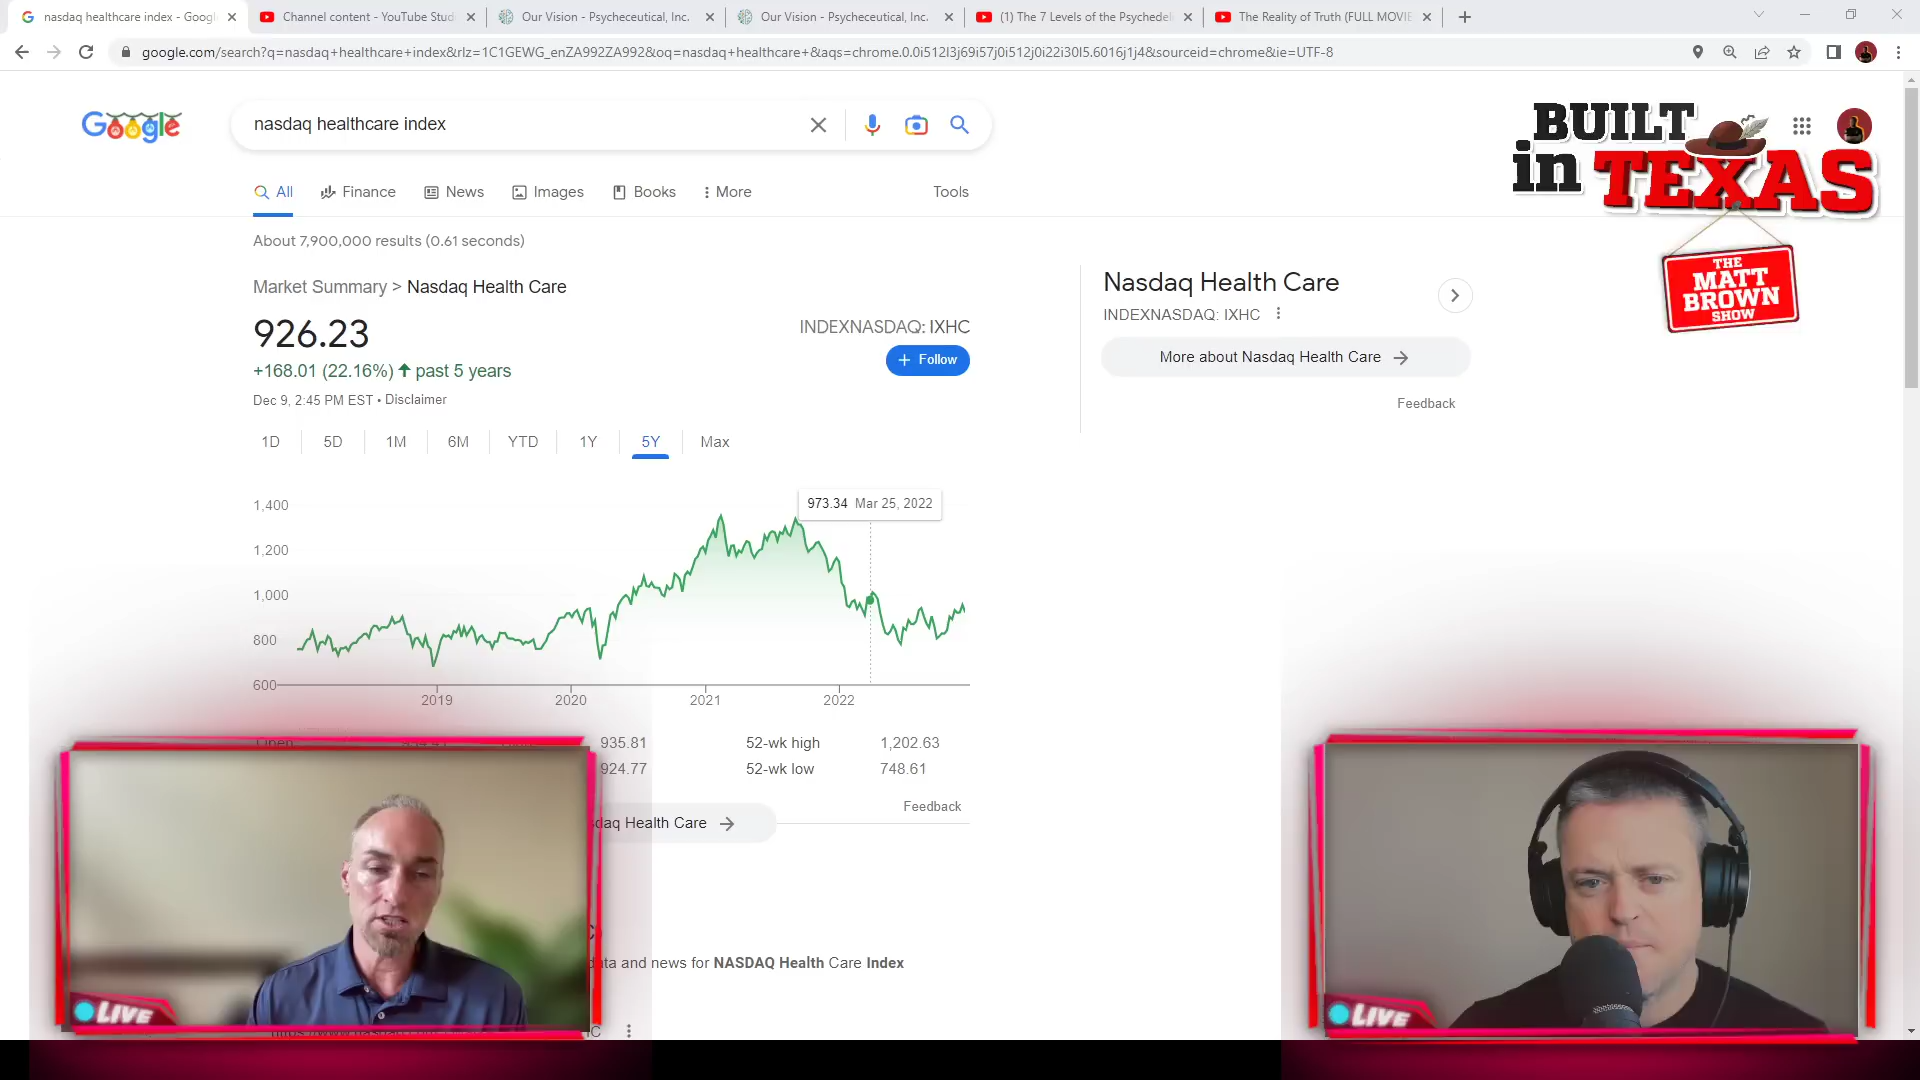 nasdaq healthcare index - Googl
Channel content - YouTube Stud
Our Vision - Psycheceutical, Inc.
Our Vision - Psycheceutical, Inc.
(1) The 7 Levels of the Psychedel
The Reality of Truth (FULL MOVIE
google.com/search?q=nasdaq+healthcare+index&rlz=1C1GEWG_enZA992ZA992&oq=nasdaq+healthcare+&aqs=chrome.0.0i512l3j69i57j0i512j0i22i30l5.6016j1j4&sourceid=chrome&ie=UTF-8
Google
nasdaq healthcare index
BUILT
in TEXAS
THE
MATT
BROWN
SHOW
All
Finance
News
Images
Books
More
Tools
About 7,900,000 results (0.61 seconds)
Market Summary > Nasdaq Health Care
926.23
INDEXNASDAQ: IXHC
+ Follow
+168.01 (22.16%) ↑ past 5 years
Dec 9, 2:45 PM EST • Disclaimer
Nasdaq Health Care
INDEXNASDAQ: IXHC
More about Nasdaq Health Care →
Feedback
1D
5D
1M
6M
YTD
1Y
5Y
Max
973.34 Mar 25, 2022
1,400
1,200
1,000
800
600
2019
2020
2021
2022
Open
935.81
52-wk high
1,202.63
924.77
52-wk low
748.61
Feedback
sdaq Health Care →
data and news for NASDAQ Health Care Index
LIVE
LIVE